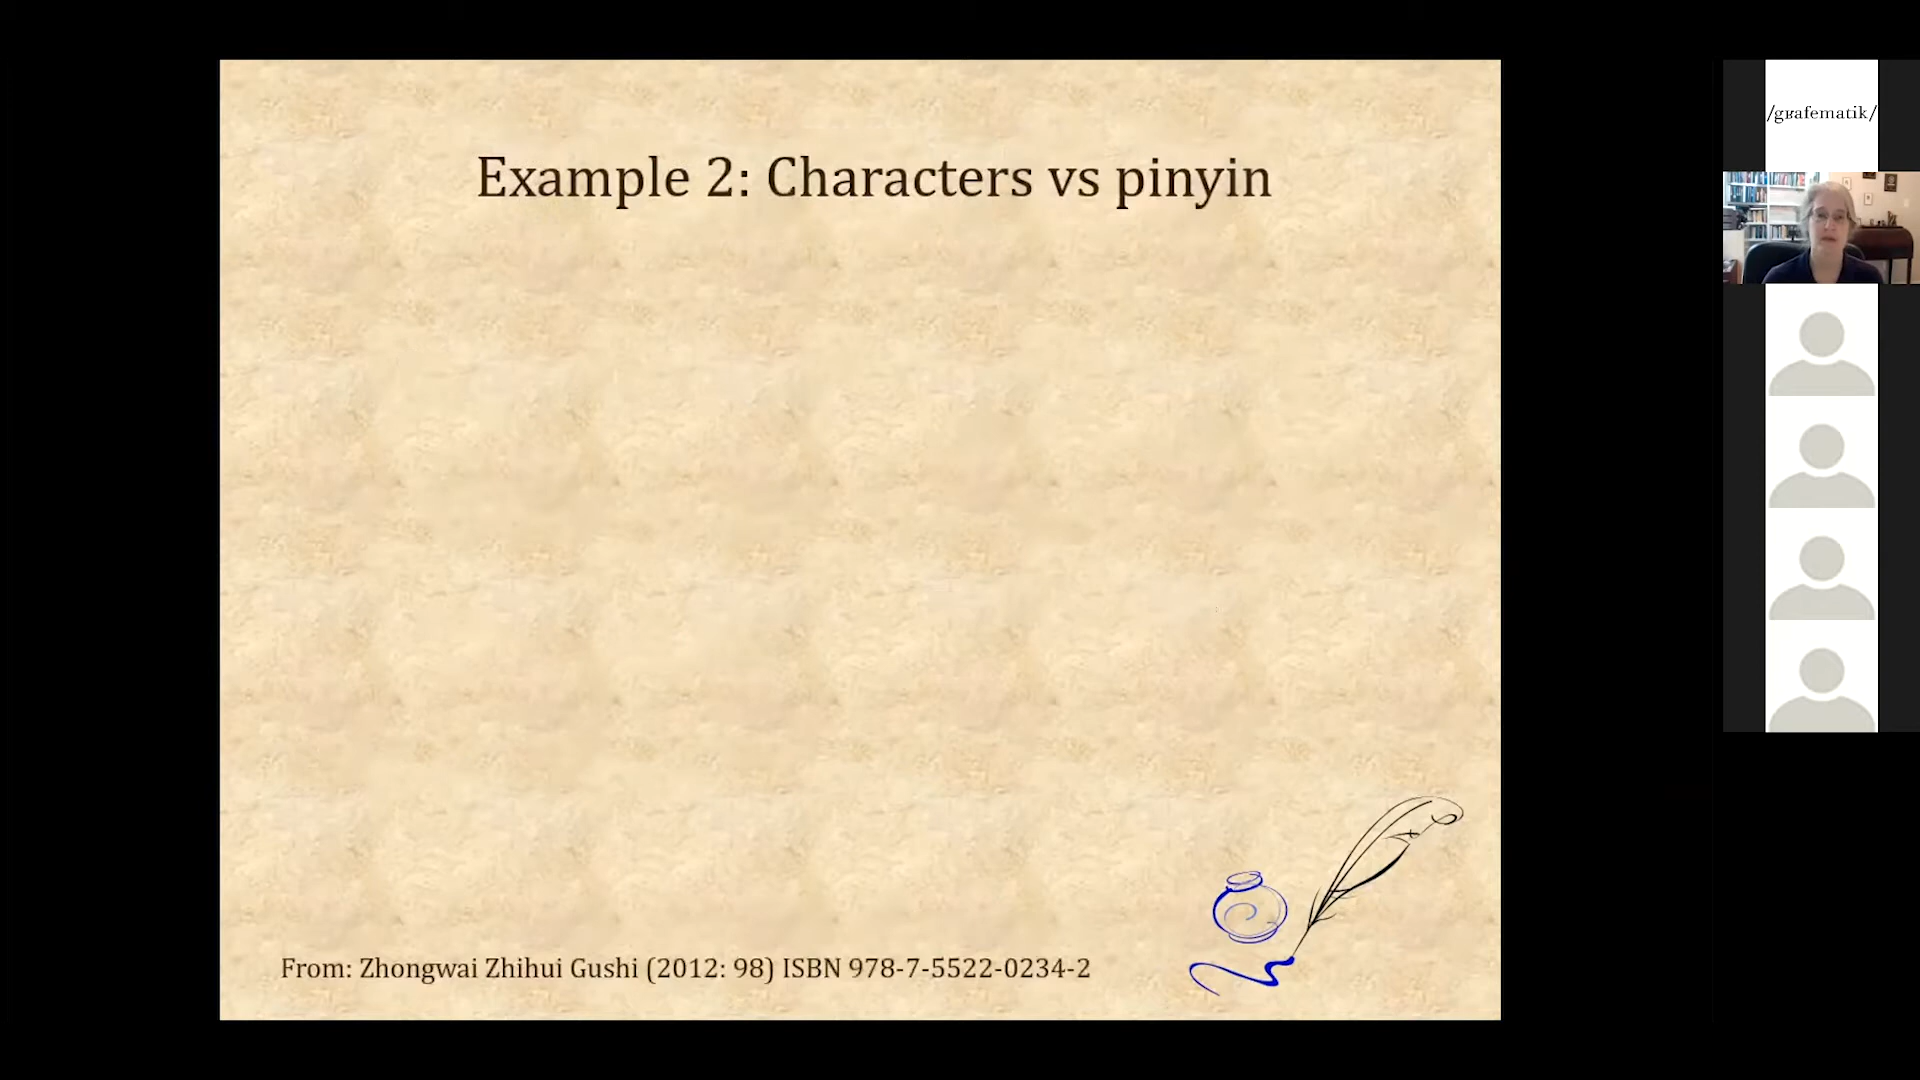 Example 2: Characters vs pinyin
From: Zhongwai Zhihui Gushi (2012: 98) ISBN 978-7-5522-0234-2
/gʁafematik/